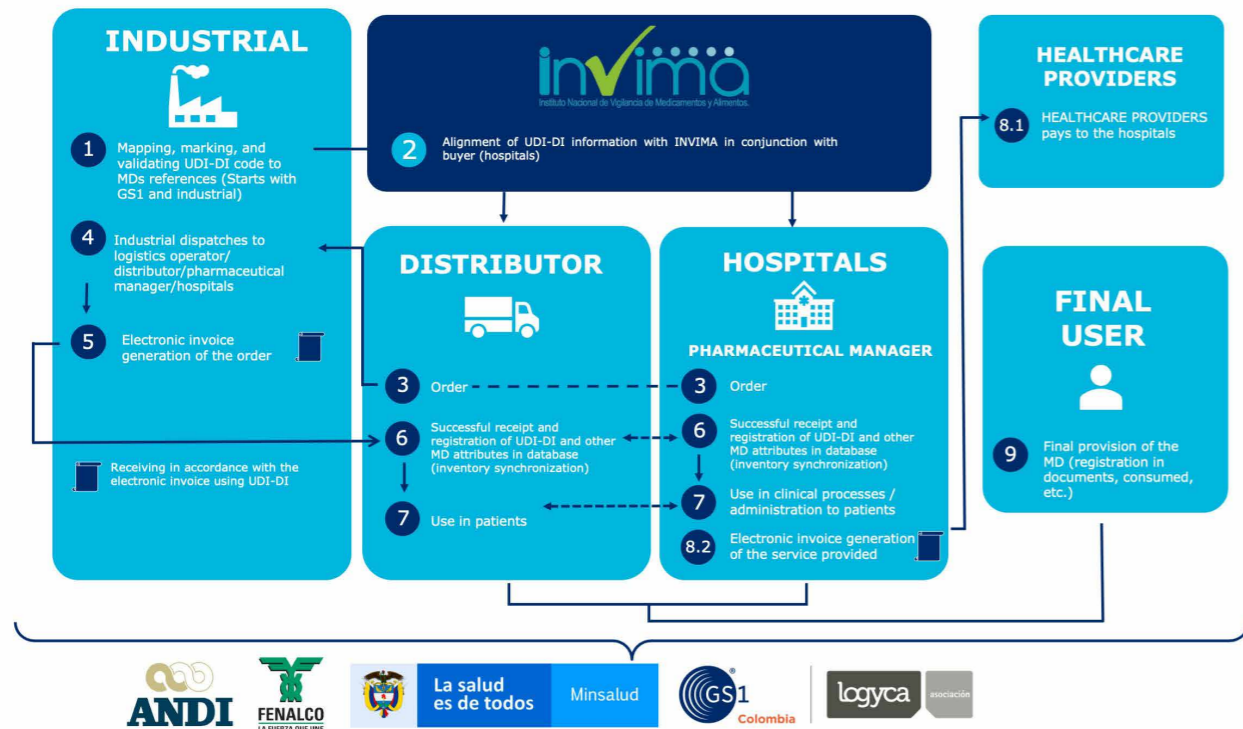 INDUSTRIAL
1
Mapping, marking, and
validating UDI-DI code to
MDs references (Starts with
GS1 and industrial)
4
Industrial dispatches to
logistics operator/
distributor/pharmaceutical
manager/hospitals
5
Electronic invoice
generation of the order
Receiving in accordance with the
electronic invoice using UDI-DI
invima
Instituto Nacional de Vigilancia de Medicamentos y Alimentos.
2
Alignment of UDI-DI information with INVIMA in conjunction with
buyer (hospitals)
DISTRIBUTOR
3
Order
6
Successful receipt and
registration of UDI-DI and other
MD attributes in database
(inventory synchronization)
7
Use in patients
HOSPITALS
PHARMACEUTICAL MANAGER
3
Order
6
Successful receipt and
registration of UDI-DI and other
MD attributes in database
(inventory synchronization)
7
Use in clinical processes /
administration to patients
8.2
Electronic invoice generation
of the service provided
HEALTHCARE
PROVIDERS
8.1
HEALTHCARE PROVIDERS
pays to the hospitals
FINAL
USER
9
Final provision of the
MD (registration in
documents, consumed,
etc.)
ANDI
FENALCO
LA FUERZA QUE UNE
La salud
es de todos
Minsalud
GS1
®
Colombia
logyca
asociación